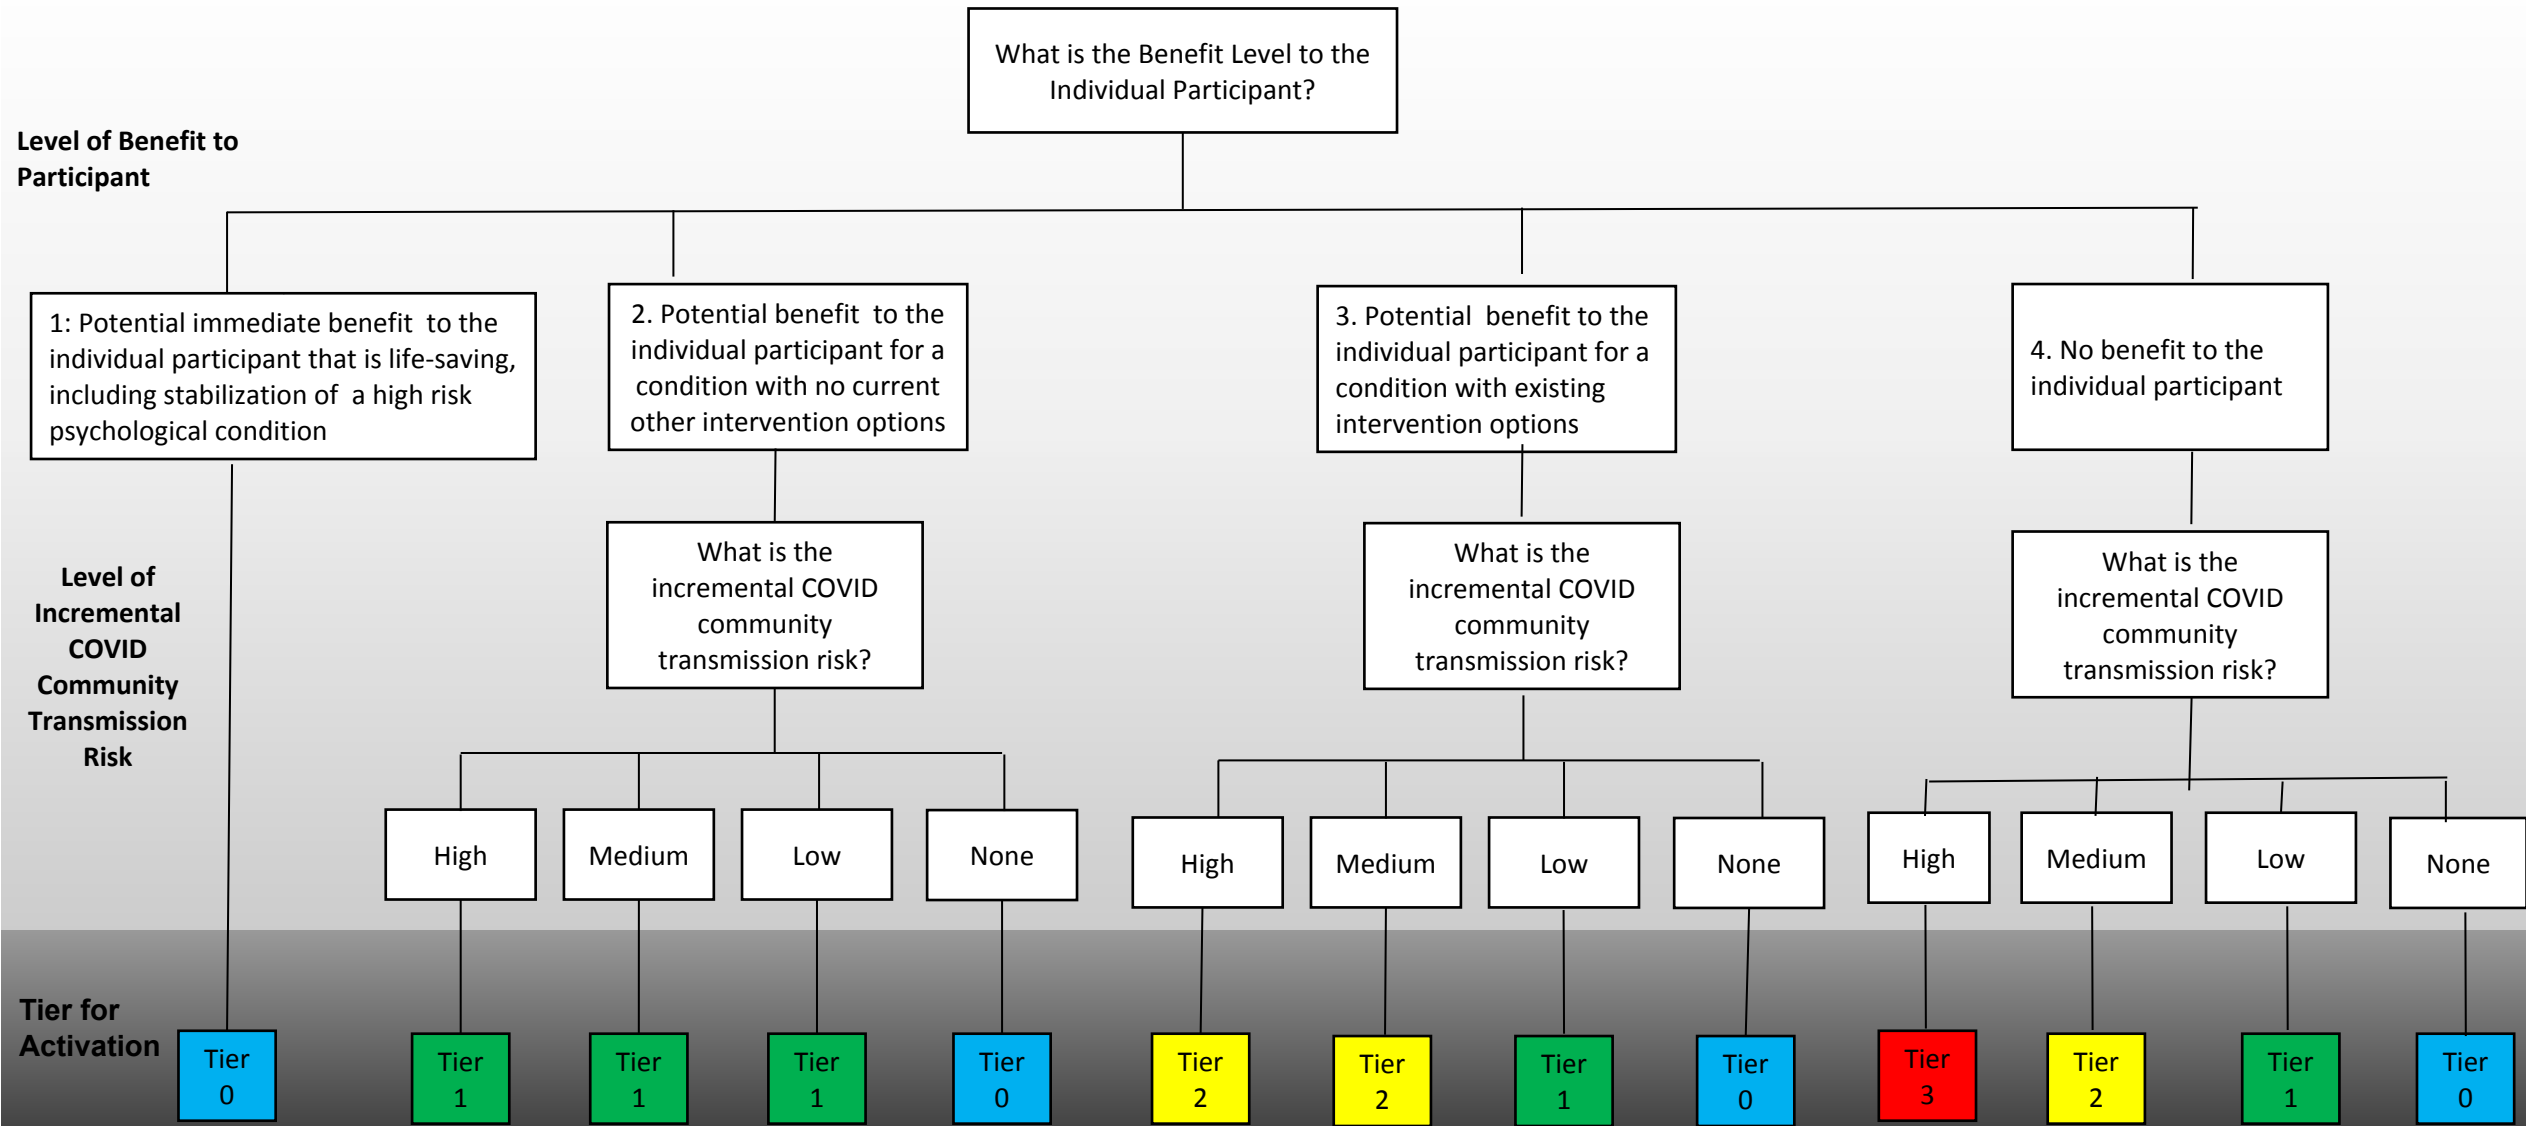 What is the Benefit Level to the
Individual Participant?
Level of Benefit to
Participant
1: Potential immediate benefit to the
individual participant that is life-saving,
including stabilization of a high risk
psychological condition
2. Potential benefit to the
individual participant for a
condition with no current
other intervention options
3. Potential benefit to the
individual participant for a
condition with existing
intervention options
4. No benefit to the
individual participant
Level of
Incremental
COVID
Community
Transmission
Risk
What is the
incremental COVID
community
transmission risk?
What is the
incremental COVID
community
transmission risk?
What is the
incremental COVID
community
transmission risk?
High
Medium
Low
None
High
Medium
Low
None
High
Medium
Low
None
Tier for
Activation
Tier
0
Tier
1
Tier
1
Tier
1
Tier
0
Tier
2
Tier
2
Tier
1
Tier
0
Tier
3
Tier
2
Tier
1
Tier
0